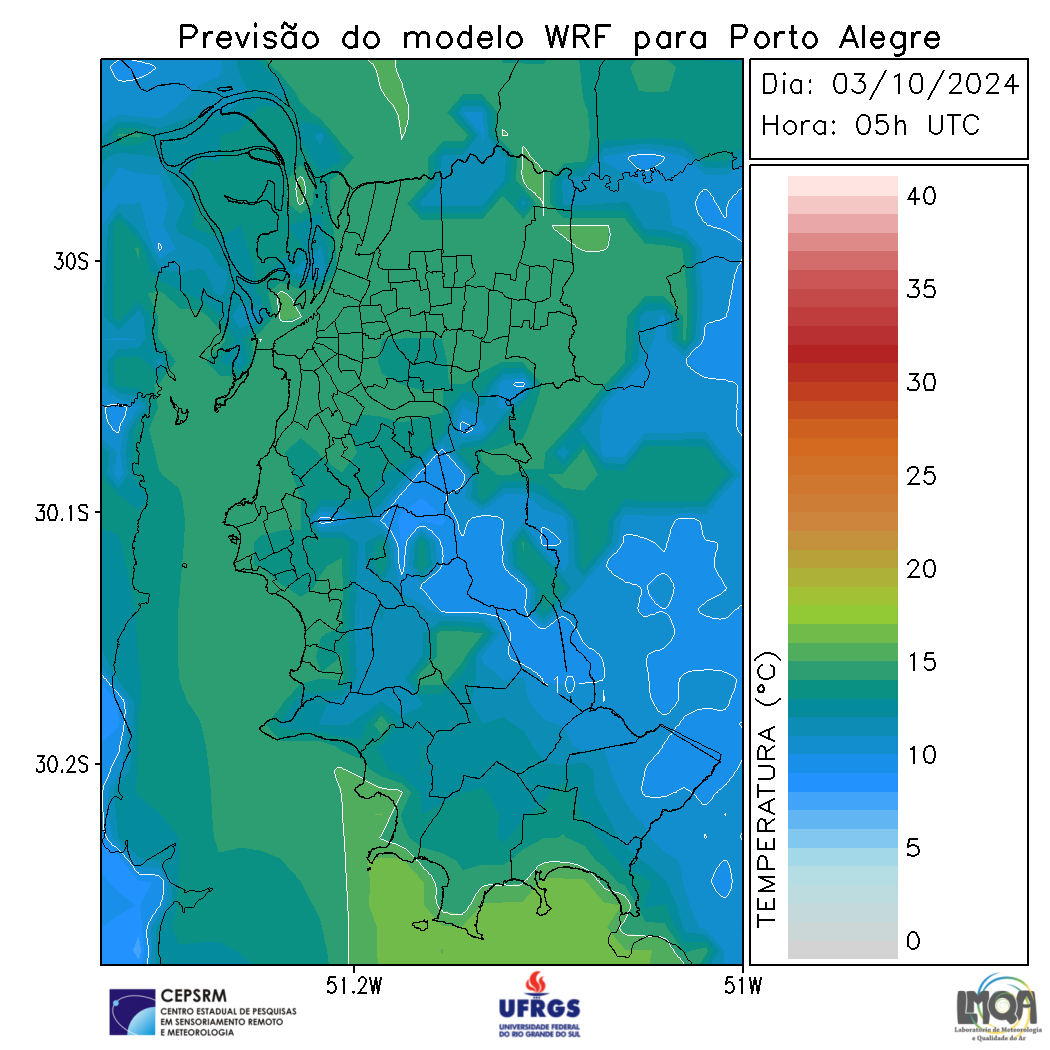 Previsão do modelo WRF para Porto Alegre
Dia: 03/10/2024
Hora: 05h UTC
40
35
30
25
20
15
10
5
0
TEMPERATURA (°C)
30S
30.1S
30.2S
10
51.2W
51W
CEPSRM
CENTRO ESTADUAL DE PESQUISAS
EM SENSORIAMENTO REMOTO
E METEOROLOGIA
UFRGS
UNIVERSIDADE FEDERAL
DO RIO GRANDE DO SUL
LMQA
Laboratório de Meteorologia
e Qualidade do Ar